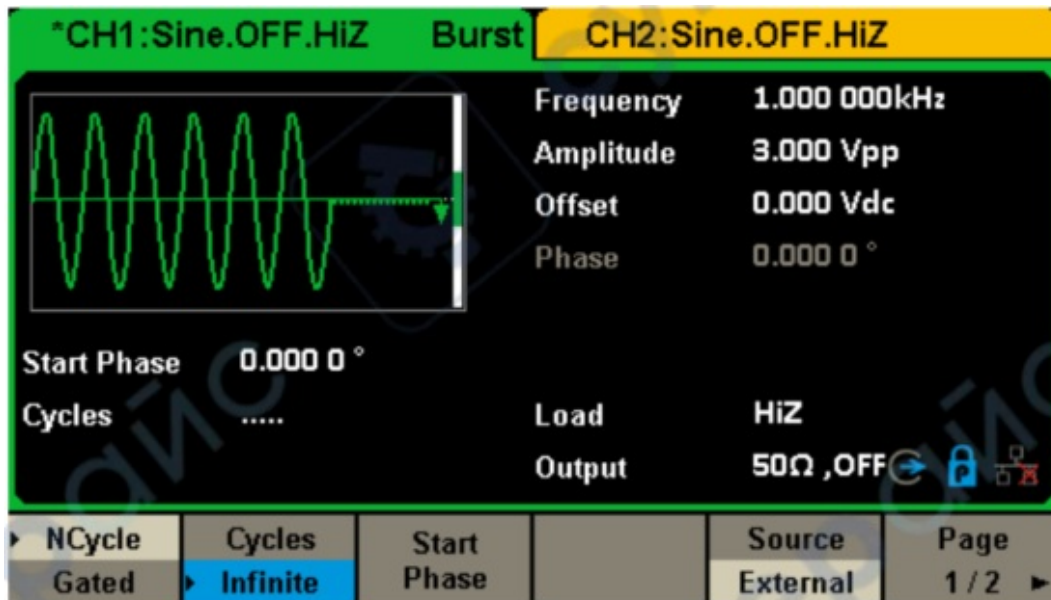 *CH1:Sine.OFF.HiZ Burst CH2:Sine.OFF.HiZ
Frequency 1.000 000kHz
Amplitude 3.000 Vpp
Offset 0.000 Vdc
Phase 0.000 0 °
Start Phase 0.000 0 °
Cycles ..... Load HiZ
Output 50Ω ,OFF P
NCycle Cycles Start Source Page
Gated Infinite Phase External 1 / 2